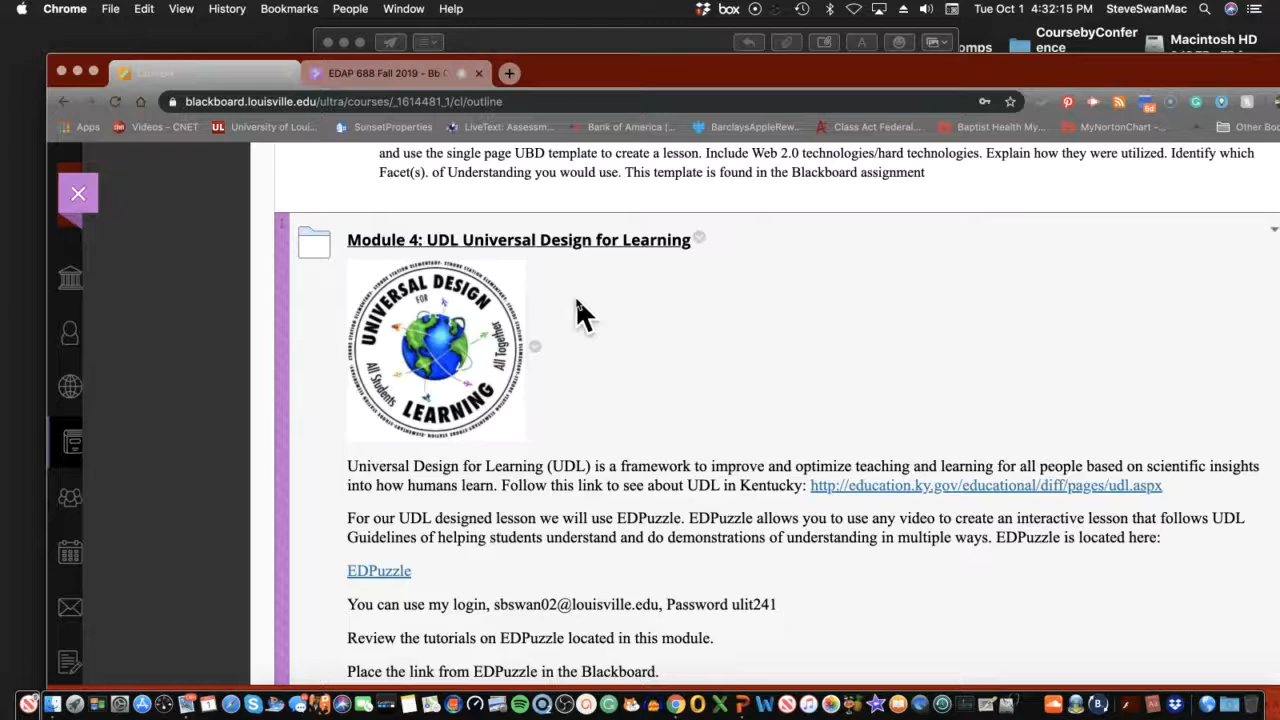 Chrome File Edit View History Bookmarks People Window Help box Tue Oct 1 4:32:15 PM SteveSwanMac
omps CoursebyConfer
ence Macintosh HD
Courses EDAP 688 Fall 2019 - Bb C
blackboard.louisville.edu/ultra/courses/_1614481_1/cl/outline 6d
Apps Videos - CNET UL University of Loui... SunsetProperties LiveText: Assessm... Bank of America |... BarclaysAppleRew... Class Act Federal... Baptist Health My... MyNortonChart -... Other Boo
and use the single page UBD template to create a lesson. Include Web 2.0 technologies/hard technologies. Explain how they were utilized. Identify which
Facet(s). of Understanding you would use. This template is found in the Blackboard assignment
Module 4: UDL Universal Design for Learning
UNIVERSAL DESIGN
FOR
LEARNING
All Students
All Together
Universal Design for Learning (UDL) is a framework to improve and optimize teaching and learning for all people based on scientific insights
into how humans learn. Follow this link to see about UDL in Kentucky: http://education.ky.gov/educational/diff/pages/udl.aspx
For our UDL designed lesson we will use EDPuzzle. EDPuzzle allows you to use any video to create an interactive lesson that follows UDL
Guidelines of helping students understand and do demonstrations of understanding in multiple ways. EDPuzzle is located here:
EDPuzzle
You can use my login, sbswan02@louisville.edu, Password ulit241
Review the tutorials on EDPuzzle located in this module.
Place the link from EDPuzzle in the Blackboard.